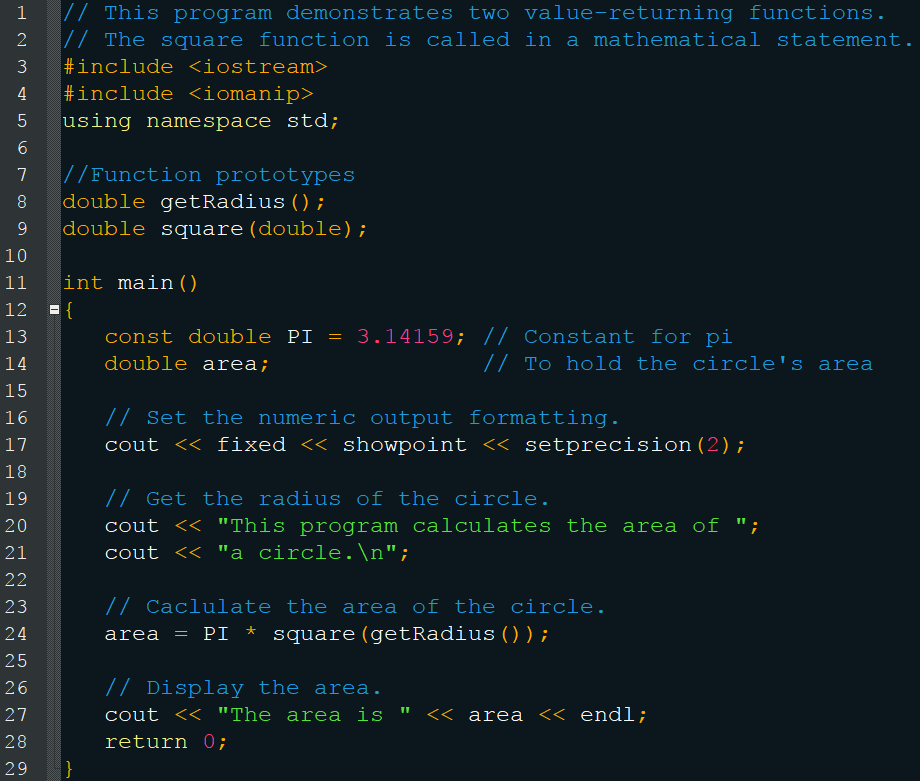 1 // This program demonstrates two value-returning functions.
2 // The square function is called in a mathematical statement.
3 #include <iostream>
4 #include <iomanip>
5 using namespace std;
6
7 //Function prototypes
8 double getRadius();
9 double square(double);
10
11 int main()
12 {
13    const double PI = 3.14159; // Constant for pi
14    double area;               // To hold the circle's area
15
16    // Set the numeric output formatting.
17    cout << fixed << showpoint << setprecision(2);
18
19    // Get the radius of the circle.
20    cout << "This program calculates the area of ";
21    cout << "a circle.\n";
22
23    // Caclulate the area of the circle.
24    area = PI * square(getRadius());
25
26    // Display the area.
27    cout << "The area is " << area << endl;
28    return 0;
29 }